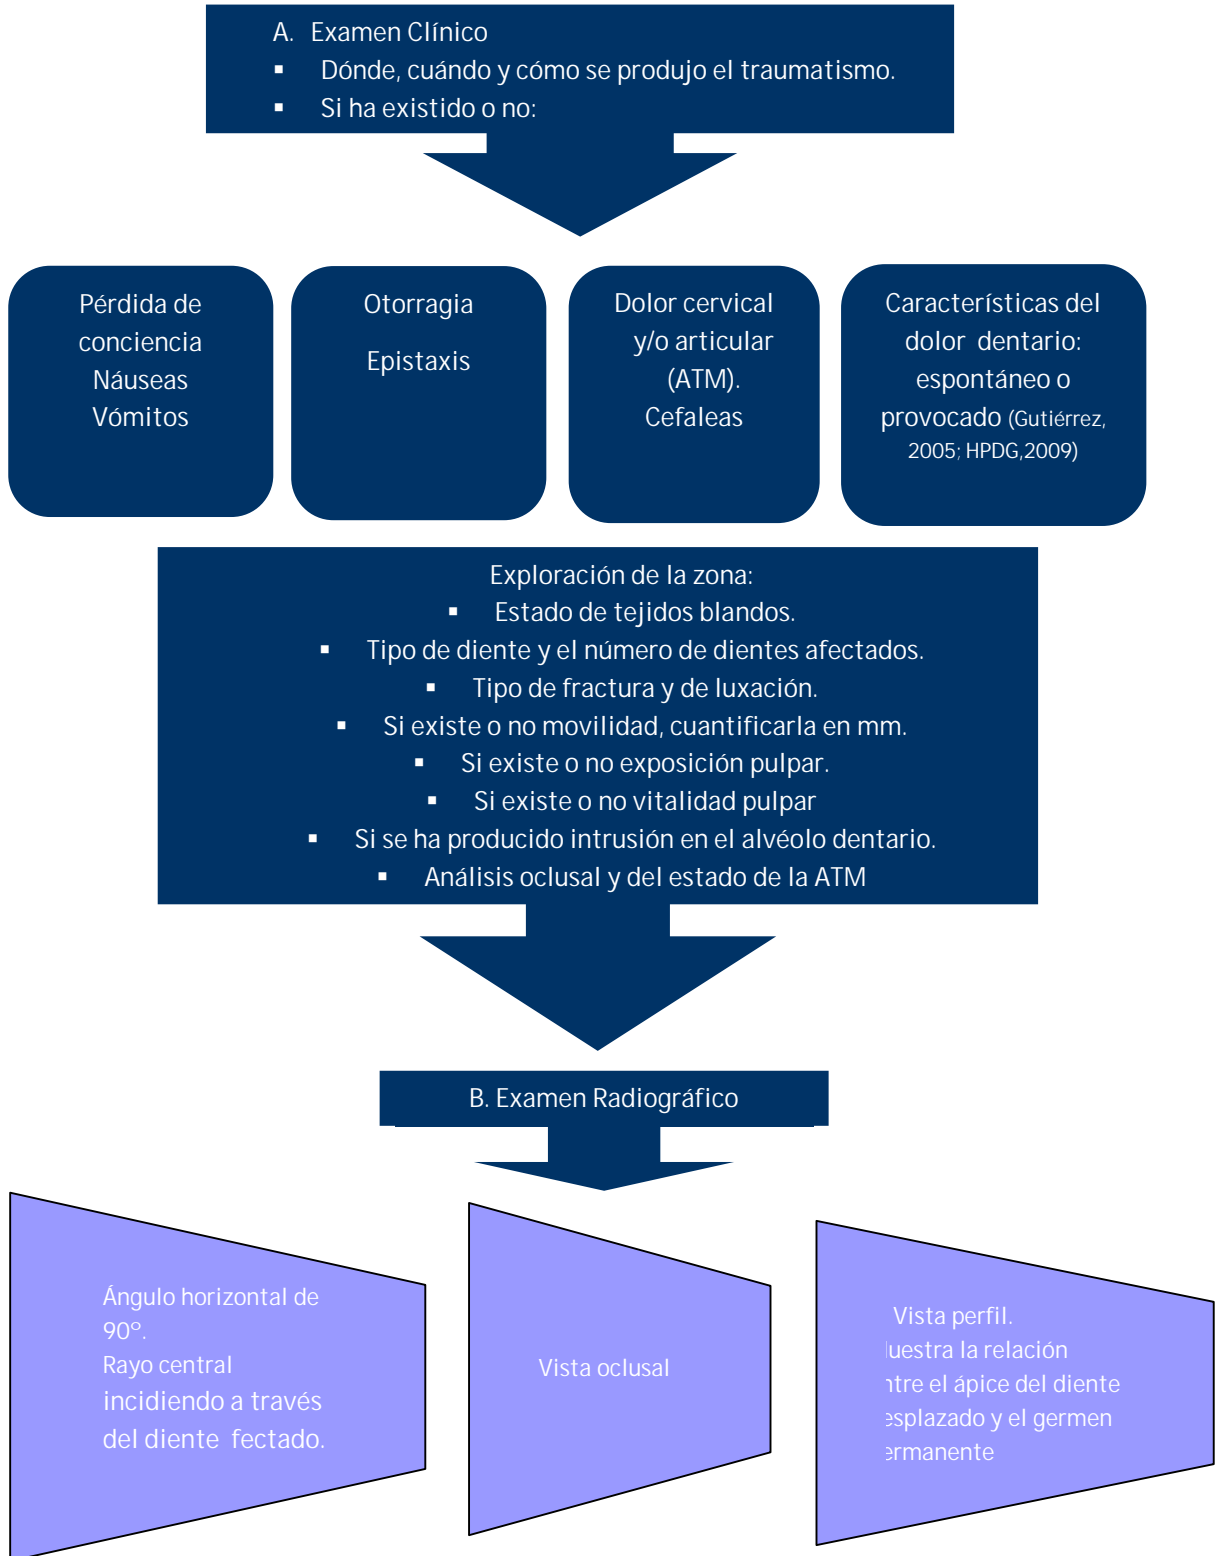 A. Examen Clínico
▪ Dónde, cuándo y cómo se produjo el traumatismo.
▪ Si ha existido o no:
Pérdida de
conciencia
Náuseas
Vómitos
Otorragia
Epistaxis
Dolor cervical
y/o articular
(ATM).
Cefaleas
Características del
dolor dentario:
espontáneo o
provocado (Gutiérrez,
2005; HPDG,2009)
Exploración de la zona:
▪ Estado de tejidos blandos.
▪ Tipo de diente y el número de dientes afectados.
▪ Tipo de fractura y de luxación.
▪ Si existe o no movilidad, cuantificarla en mm.
▪ Si existe o no exposición pulpar.
▪ Si existe o no vitalidad pulpar
▪ Si se ha producido intrusión en el alvéolo dentario.
▪ Análisis oclusal y del estado de la ATM
B. Examen Radiográfico
Ángulo horizontal de
90º.
Rayo central
incidiendo a través
del diente fectado.
Vista oclusal
Vista perfil.
uestra la relación
ntre el ápice del diente
esplazado y el germen
ermanente